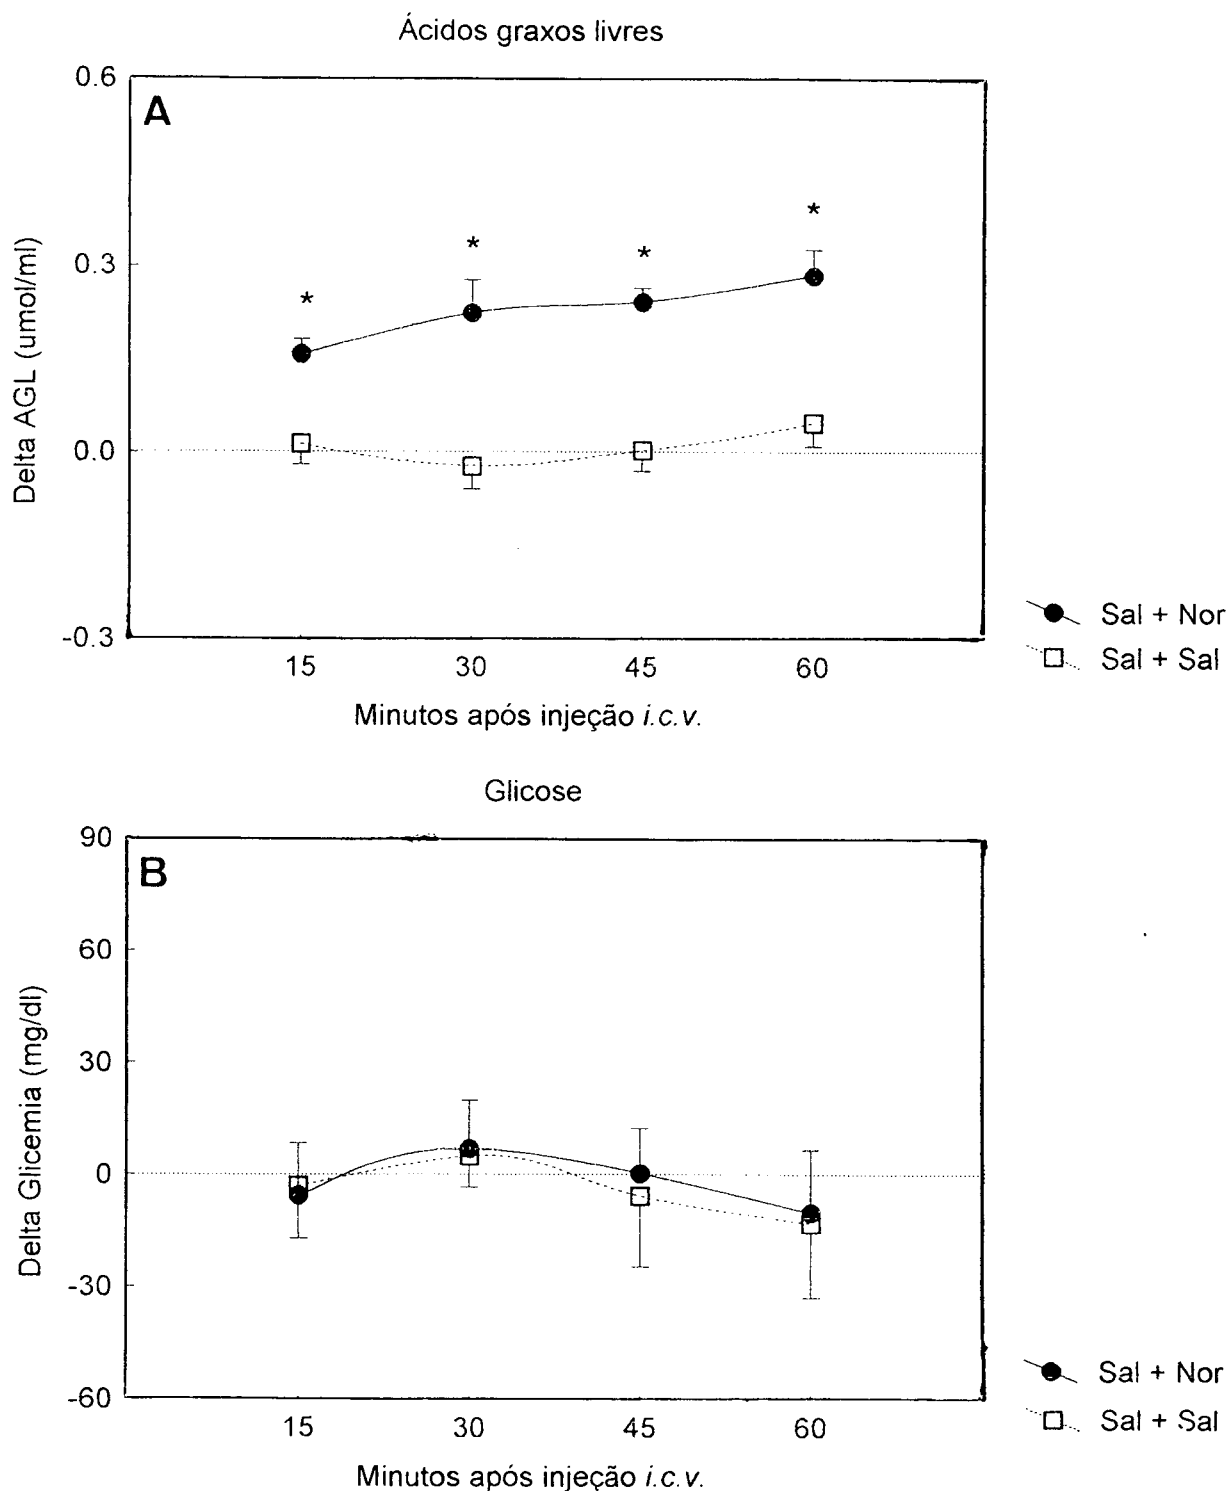 Ácidos graxos livres
A
0.6
0.3
0.0
-0.3
Delta AGL (umol/ml)
*
*
*
*
15 30 45 60
Minutos após injeção i.c.v.
Sal + Nor
Sal + Sal
Glicose
B
90
60
30
0
-30
-60
Delta Glicemia (mg/dl)
15 30 45 60
Minutos após injeção i.c.v.
Sal + Nor
Sal + Sal